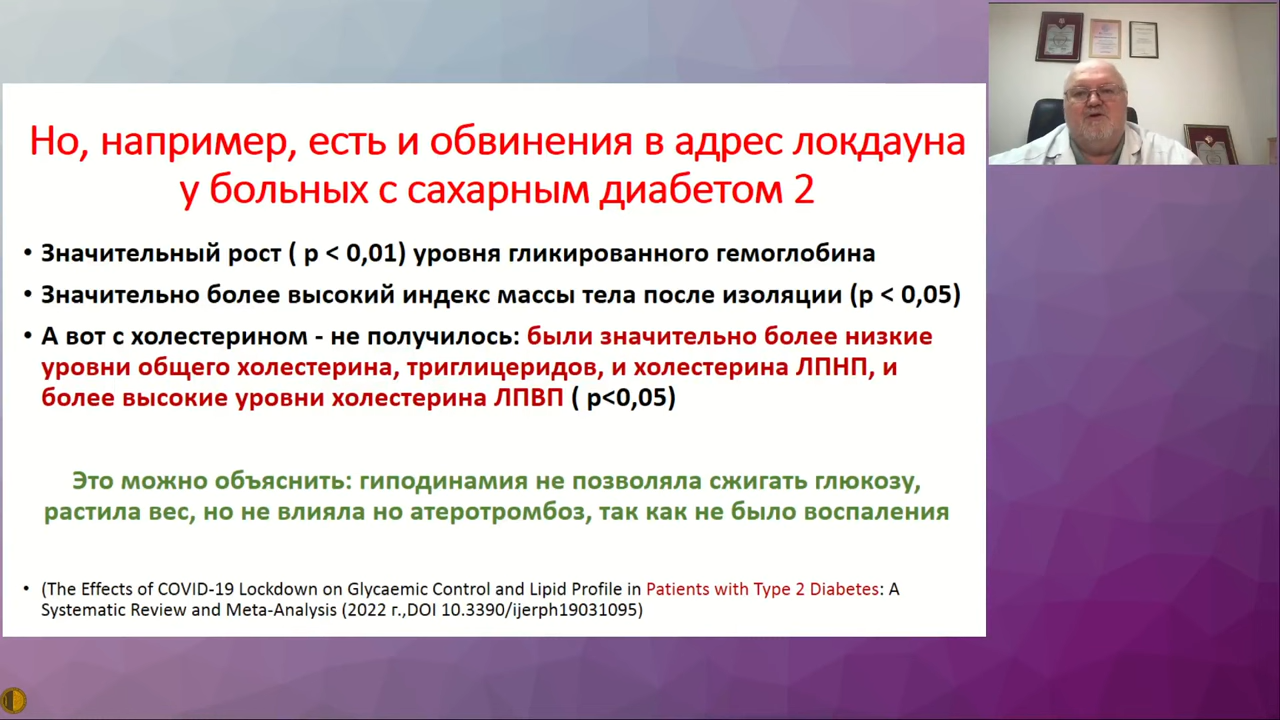 Но, например, есть и обвинения в адрес локдауна
у больных с сахарным диабетом 2
• Значительный рост ( р < 0,01) уровня гликированного гемоглобина
• Значительно более высокий индекс массы тела после изоляции (р < 0,05)
• А вот с холестерином - не получилось: были значительно более низкие
уровни общего холестерина, триглицеридов, и холестерина ЛПНП, и
более высокие уровни холестерина ЛПВП ( р<0,05)
Это можно объяснить: гиподинамия не позволяла сжигать глюкозу,
растила вес, но не влияла но атеротромбоз, так как не было воспаления
• (The Effects of COVID-19 Lockdown on Glycaemic Control and Lipid Profile in Patients with Type 2 Diabetes: A
Systematic Review and Meta-Analysis (2022 г.,DOI 10.3390/ijerph19031095)